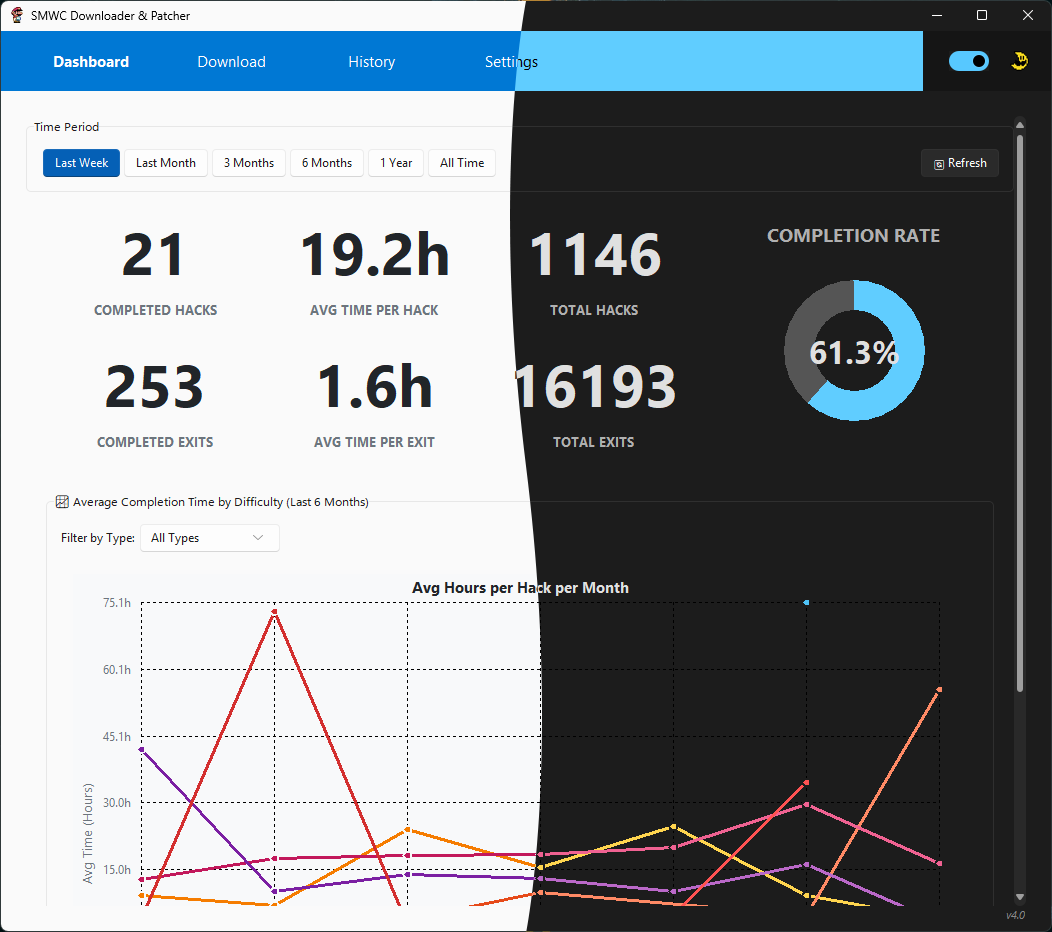 SMWC Downloader & Patcher
Dashboard Download History Settings
Time Period
Last Week Last Month 3 Months 6 Months 1 Year All Time Refresh
21 19.2h 1146 COMPLETION RATE
COMPLETED HACKS AVG TIME PER HACK TOTAL HACKS
61.3%
253 1.6h 16193
COMPLETED EXITS AVG TIME PER EXIT TOTAL EXITS
Average Completion Time by Difficulty (Last 6 Months)
Filter by Type: All Types
Avg Hours per Hack per Month
75.1h
60.1h
45.1h
30.0h
15.0h
Avg Time (Hours)
v4.0